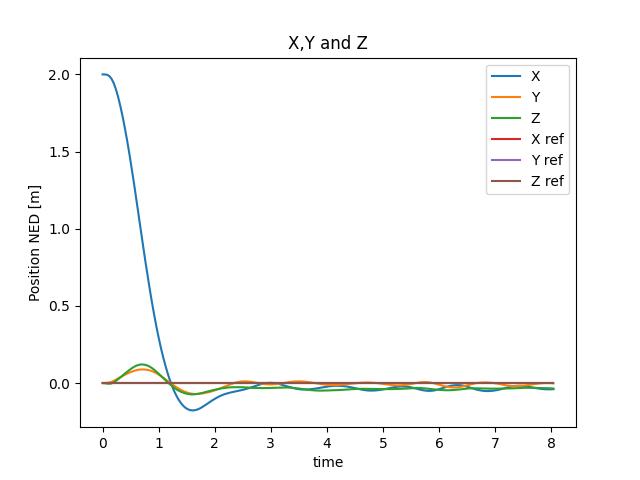 X,Y and Z
2.0
1.5
1.0
0.5
0.0
Position NED [m]
X
Y
Z
X ref
Y ref
Z ref
0 1 2 3 4 5 6 7 8
time